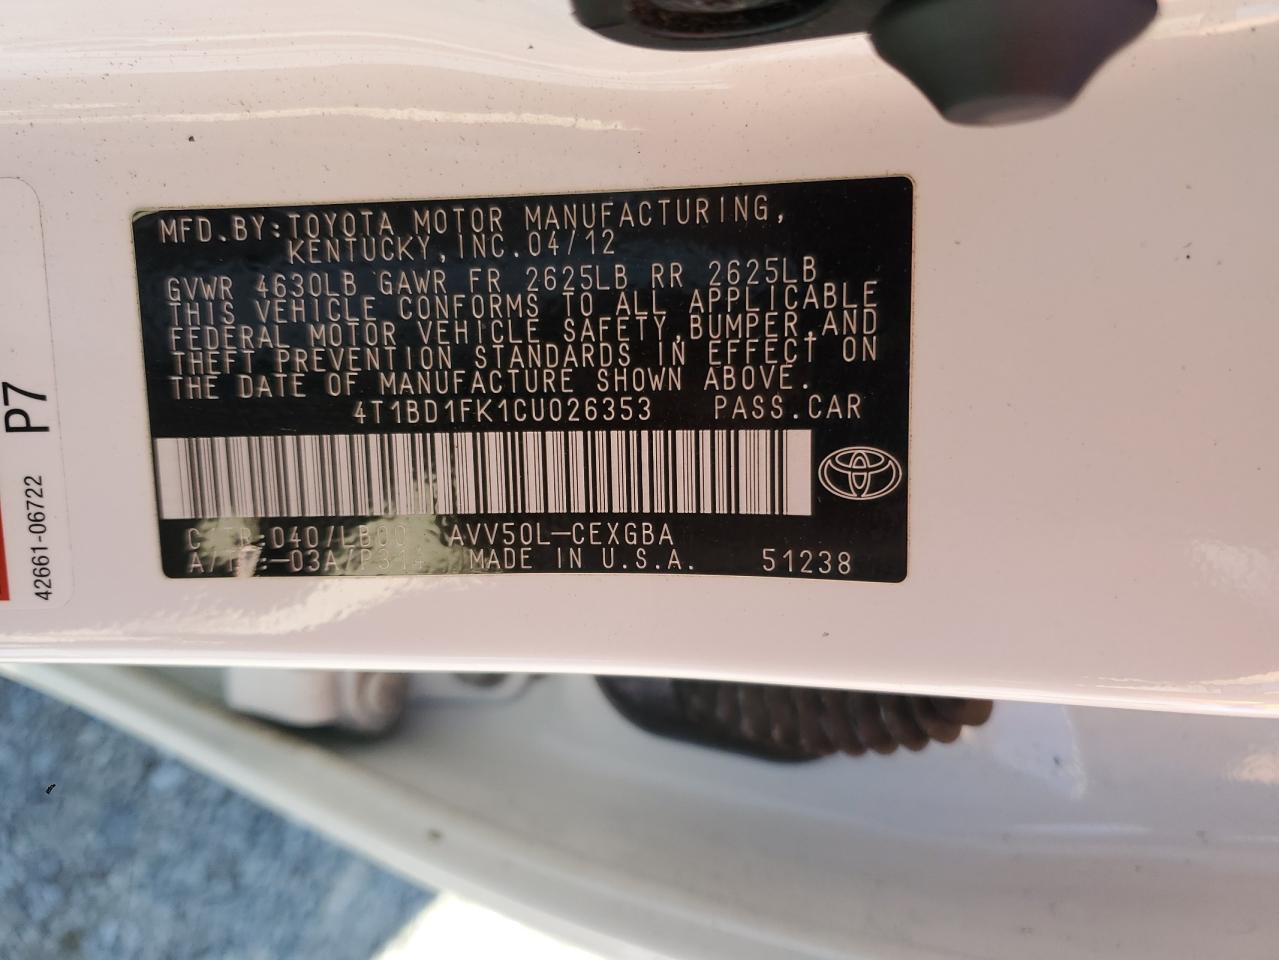 MFD.BY:TOYOTA MOTOR MANUFACTURING,
KENTUCKY,INC.04/12
GVWR 4630LB GAWR FR 2625LB RR 2625LB
THIS VEHICLE CONFORMS TO ALL APPLICABLE
FEDERAL MOTOR VEHICLE SAFETY,BUMPER,AND
THEFT PREVENTION STANDARDS IN EFFECT ON
THE DATE OF MANUFACTURE SHOWN ABOVE.
4T1BD1FK1CU026353 PASS.CAR
AVV50L-CEXGBA
MADE IN U.S.A. 51238
P7
42661-06722